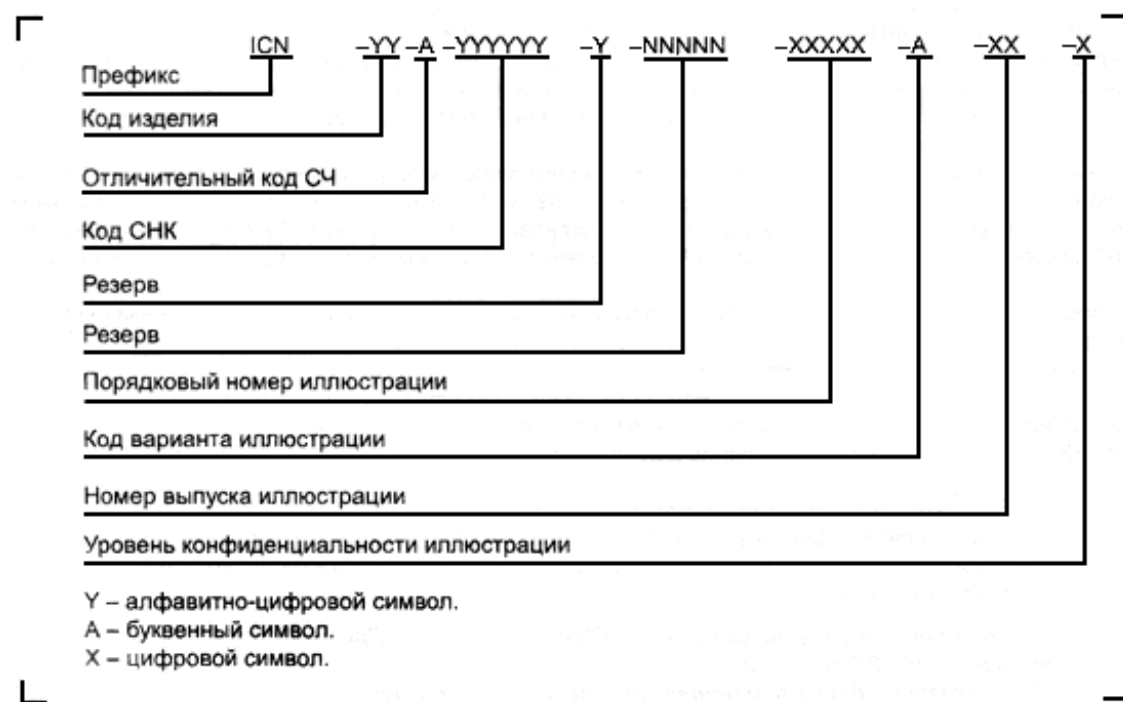 ICN –YY –A –YYYYYY –Y –NNNNN –XXXXX –A –XX –X
Префикс
Код изделия
Отличительный код СЧ
Код СНК
Резерв
Резерв
Порядковый номер иллюстрации
Код варианта иллюстрации
Номер выпуска иллюстрации
Уровень конфиденциальности иллюстрации
Y – алфавитно-цифровой символ.
A – буквенный символ.
X – цифровой символ.